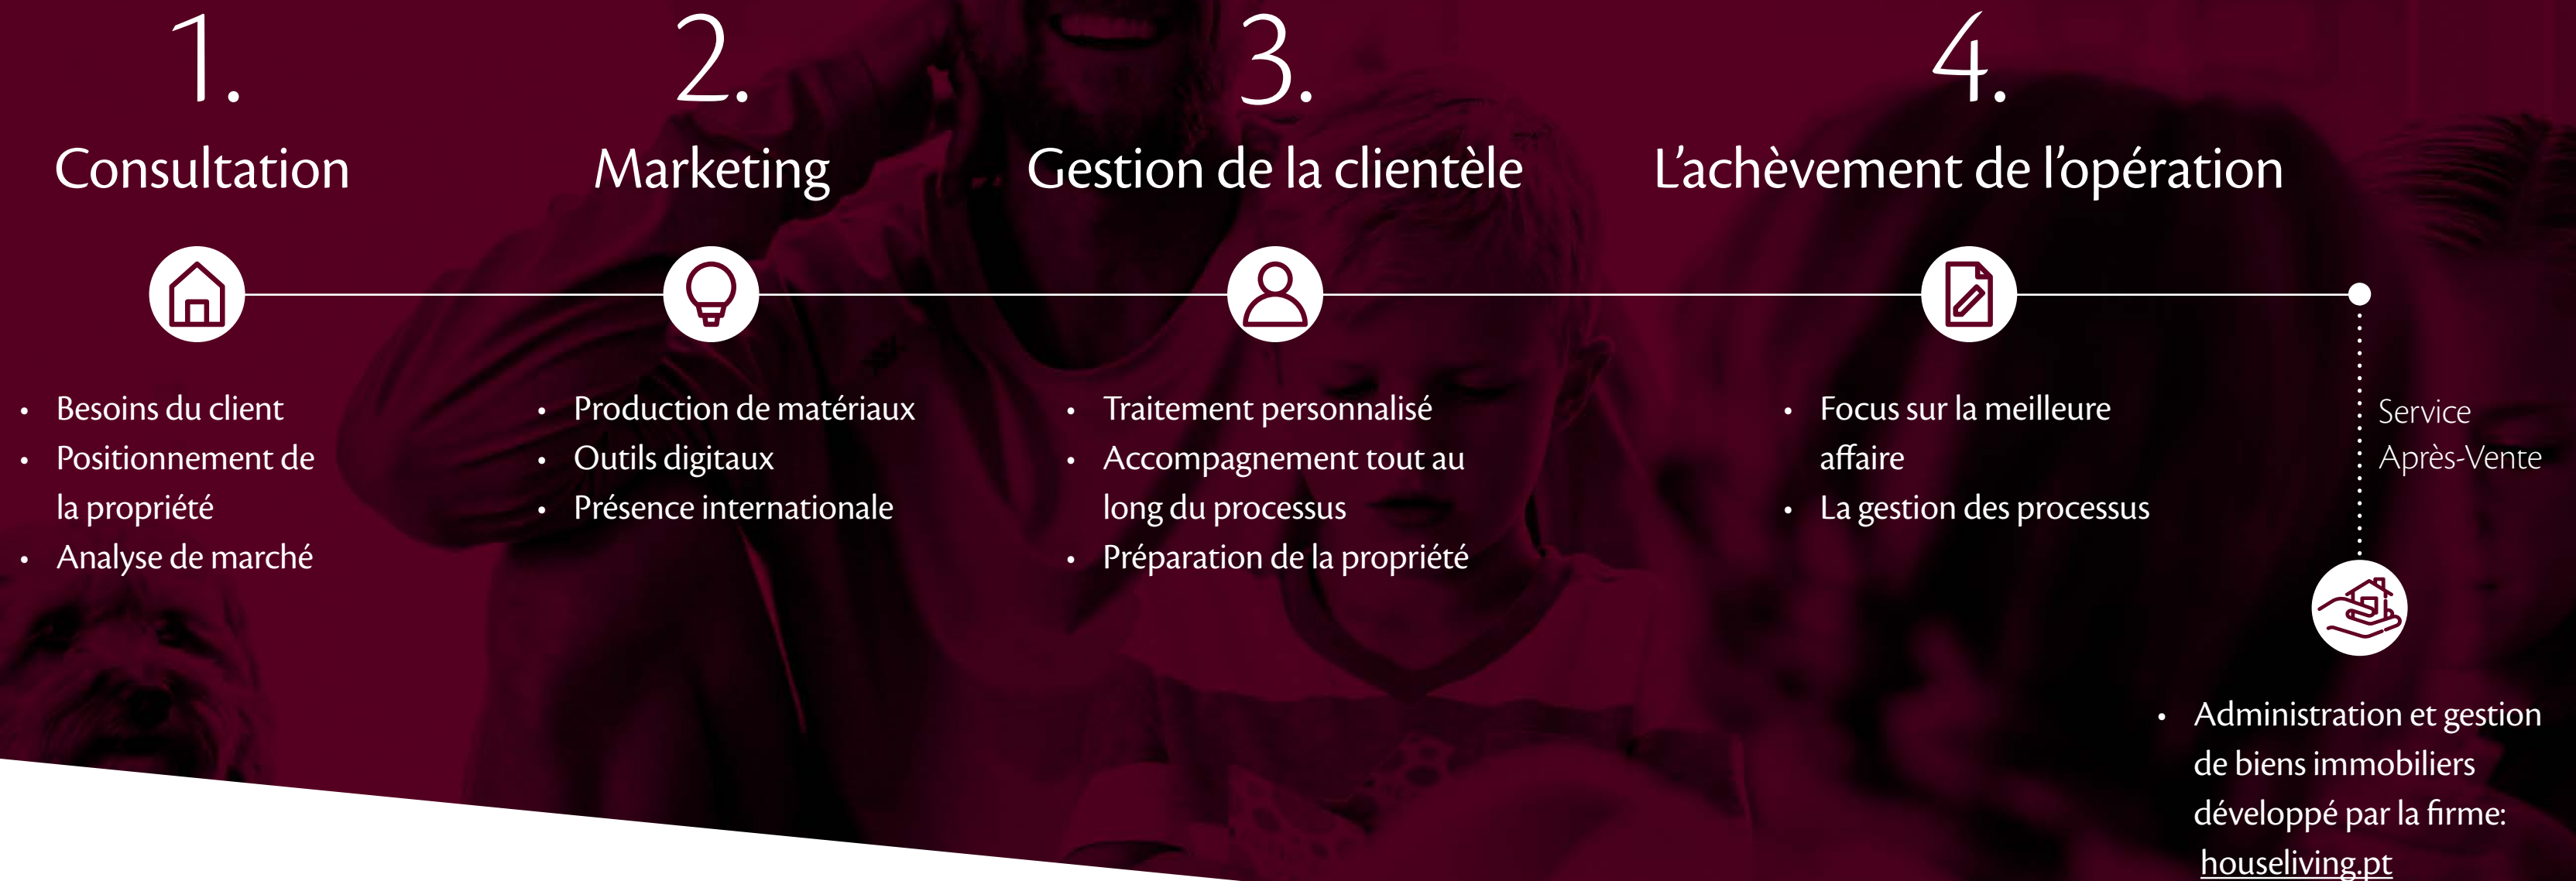 1.
Consultation
• Besoins du client
• Positionnement de
la propriété
• Analyse de marché
2.
Marketing
• Production de matériaux
• Outils digitaux
• Présence internationale
3.
Gestion de la clientèle
• Traitement personnalisé
• Accompagnement tout au
long du processus
• Préparation de la propriété
4.
L’achèvement de l’opération
• Focus sur la meilleure
affaire
• La gestion des processus
Service
Après-Vente
• Administration et gestion
de biens immobiliers
développé par la firme:
houseliving.pt